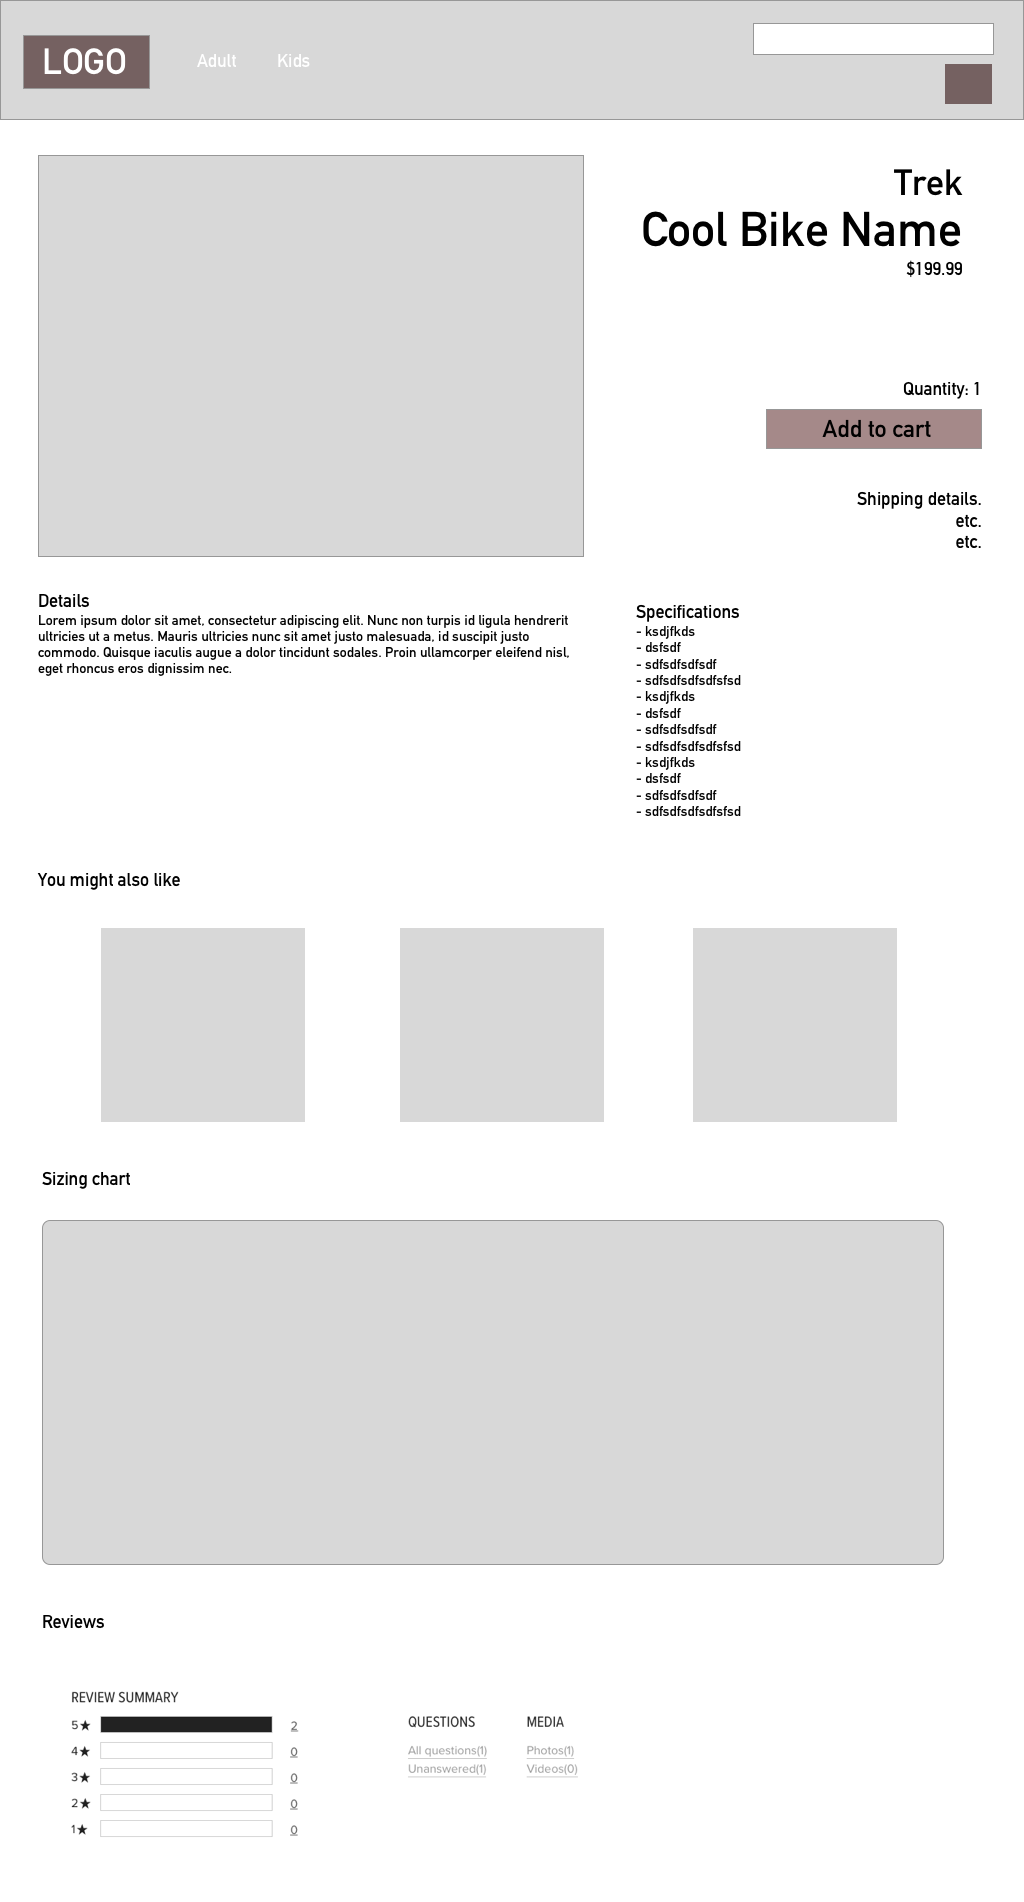 LOGO
Adult
Kids
Trek
Cool Bike Name
$199.99
Quantity: 1
Add to cart
Shipping details.
etc.
etc.
Details
Lorem ipsum dolor sit amet, consectetur adipiscing elit. Nunc non turpis id ligula hendrerit
ultricies ut a metus. Mauris ultricies nunc sit amet justo malesuada, id suscipit justo
commodo. Quisque iaculis augue a dolor tincidunt sodales. Proin ullamcorper eleifend nisl,
eget rhoncus eros dignissim nec.
Specifications
- ksdjfkds
- dsfsdf
- sdfsdfsdfsdf
- sdfsdfsdfsdfsfsd
- ksdjfkds
- dsfsdf
- sdfsdfsdfsdf
- sdfsdfsdfsdfsfsd
- ksdjfkds
- dsfsdf
- sdfsdfsdfsdf
- sdfsdfsdfsdfsfsd
You might also like
Sizing chart
Reviews
REVIEW SUMMARY
5★ 2
4★ 0
3★ 0
2★ 0
1★ 0
QUESTIONS
All questions(1)
Unanswered(1)
MEDIA
Photos(1)
Videos(0)